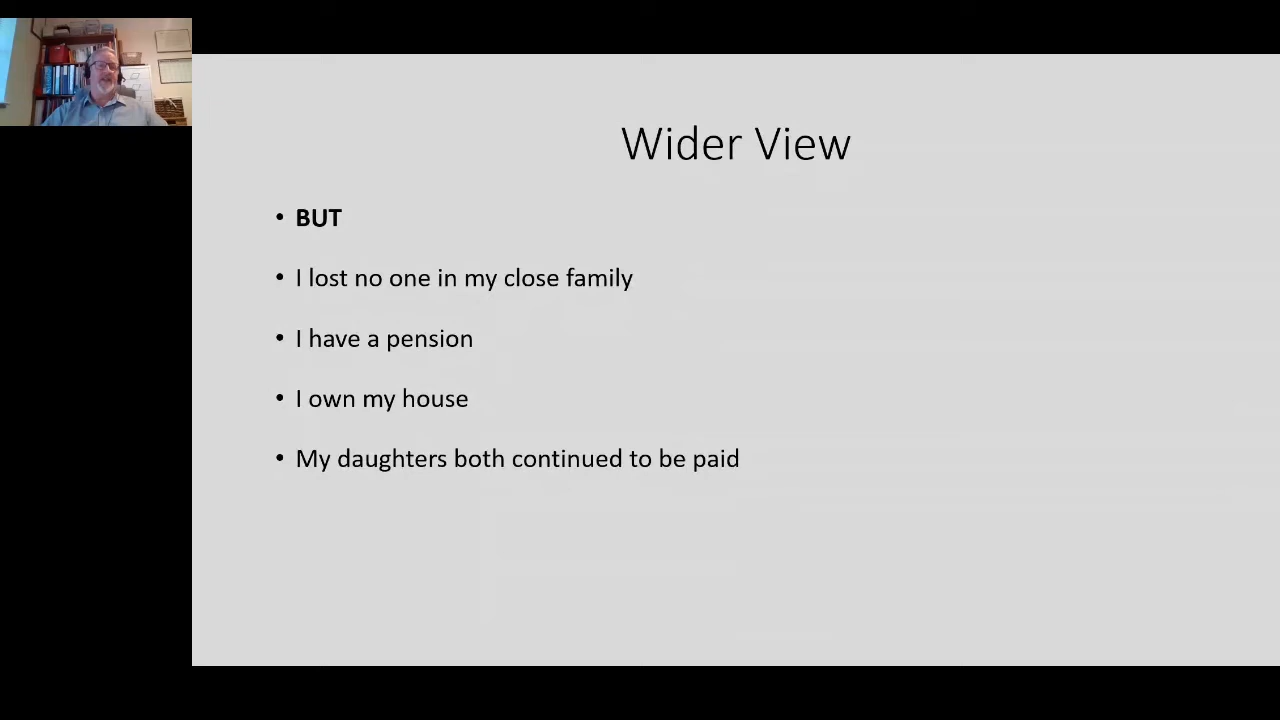 Wider View
• BUT
• I lost no one in my close family
• I have a pension
• I own my house
• My daughters both continued to be paid